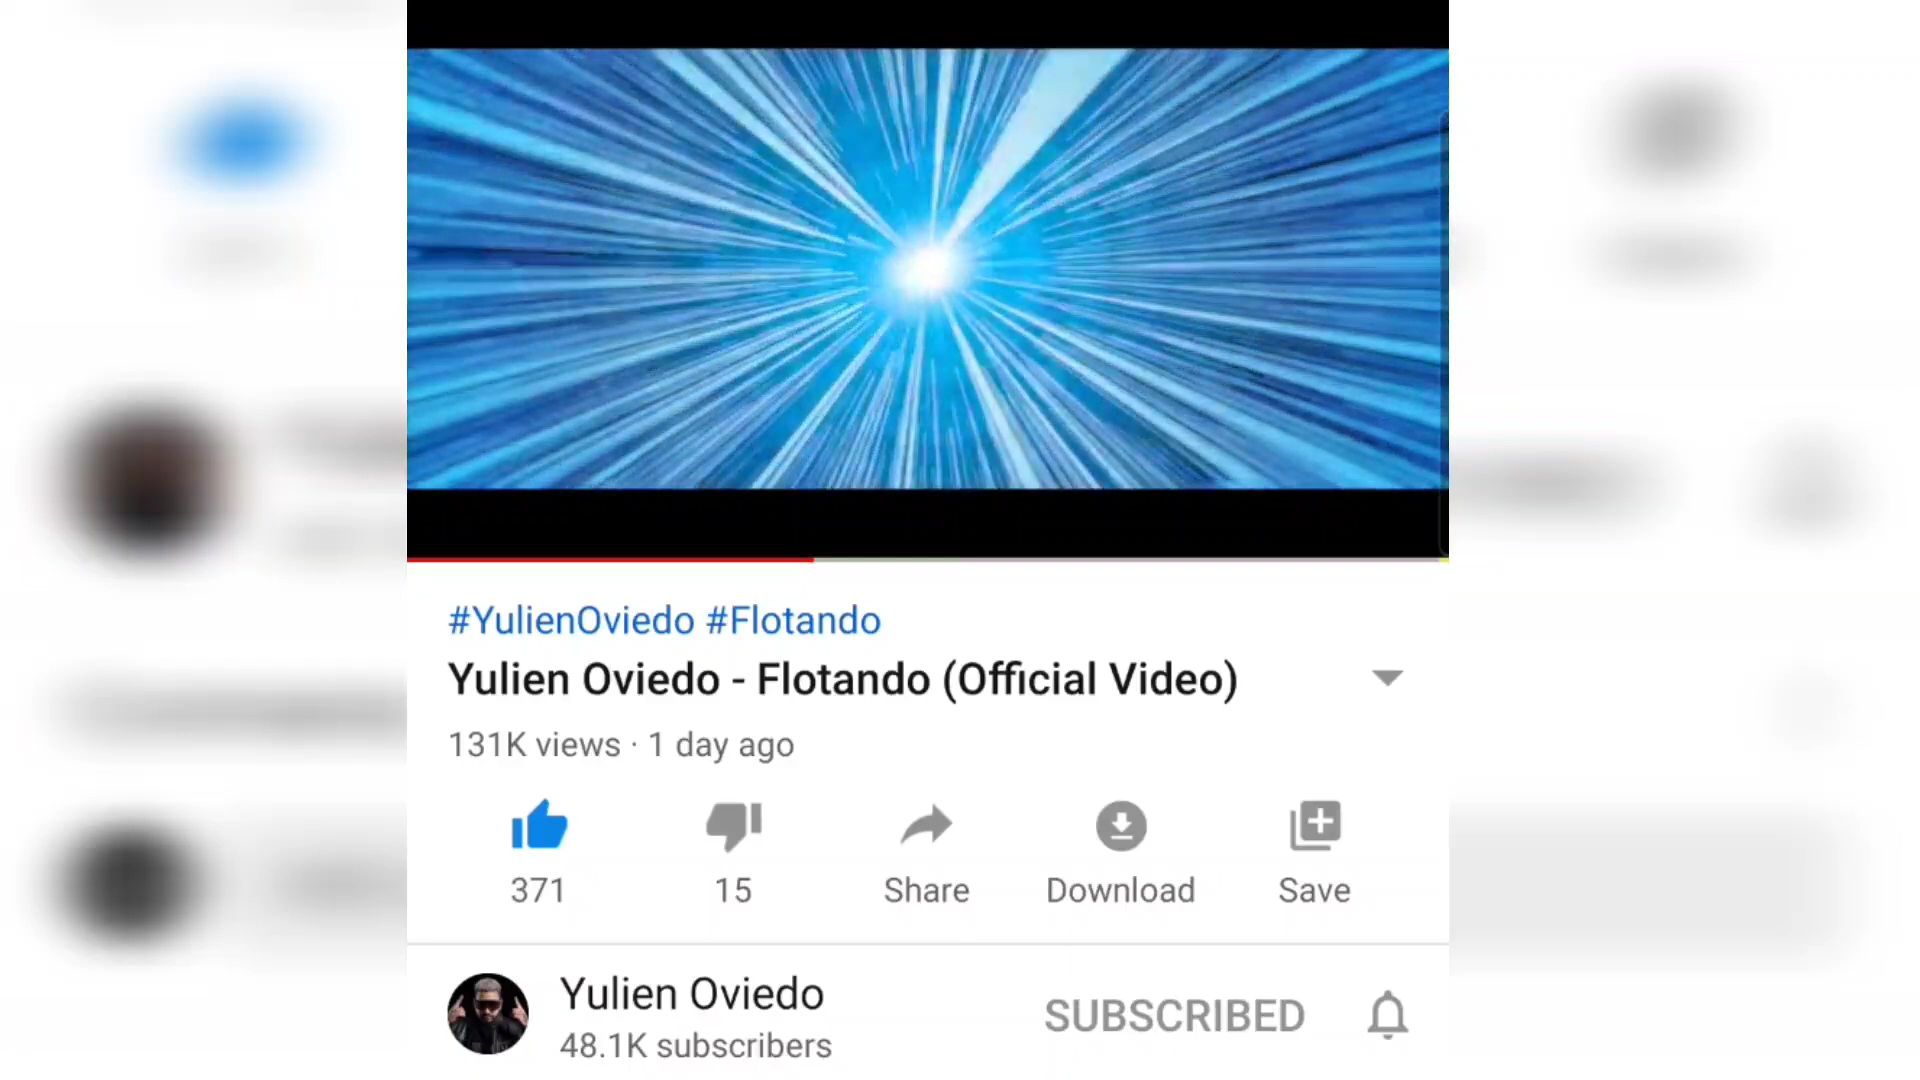 #YulienOviedo #Flotando
Yulien Oviedo - Flotando (Official Video)
131K views · 1 day ago
371 15 Share Download Save
Yulien Oviedo
SUBSCRIBED
48.1K subscribers